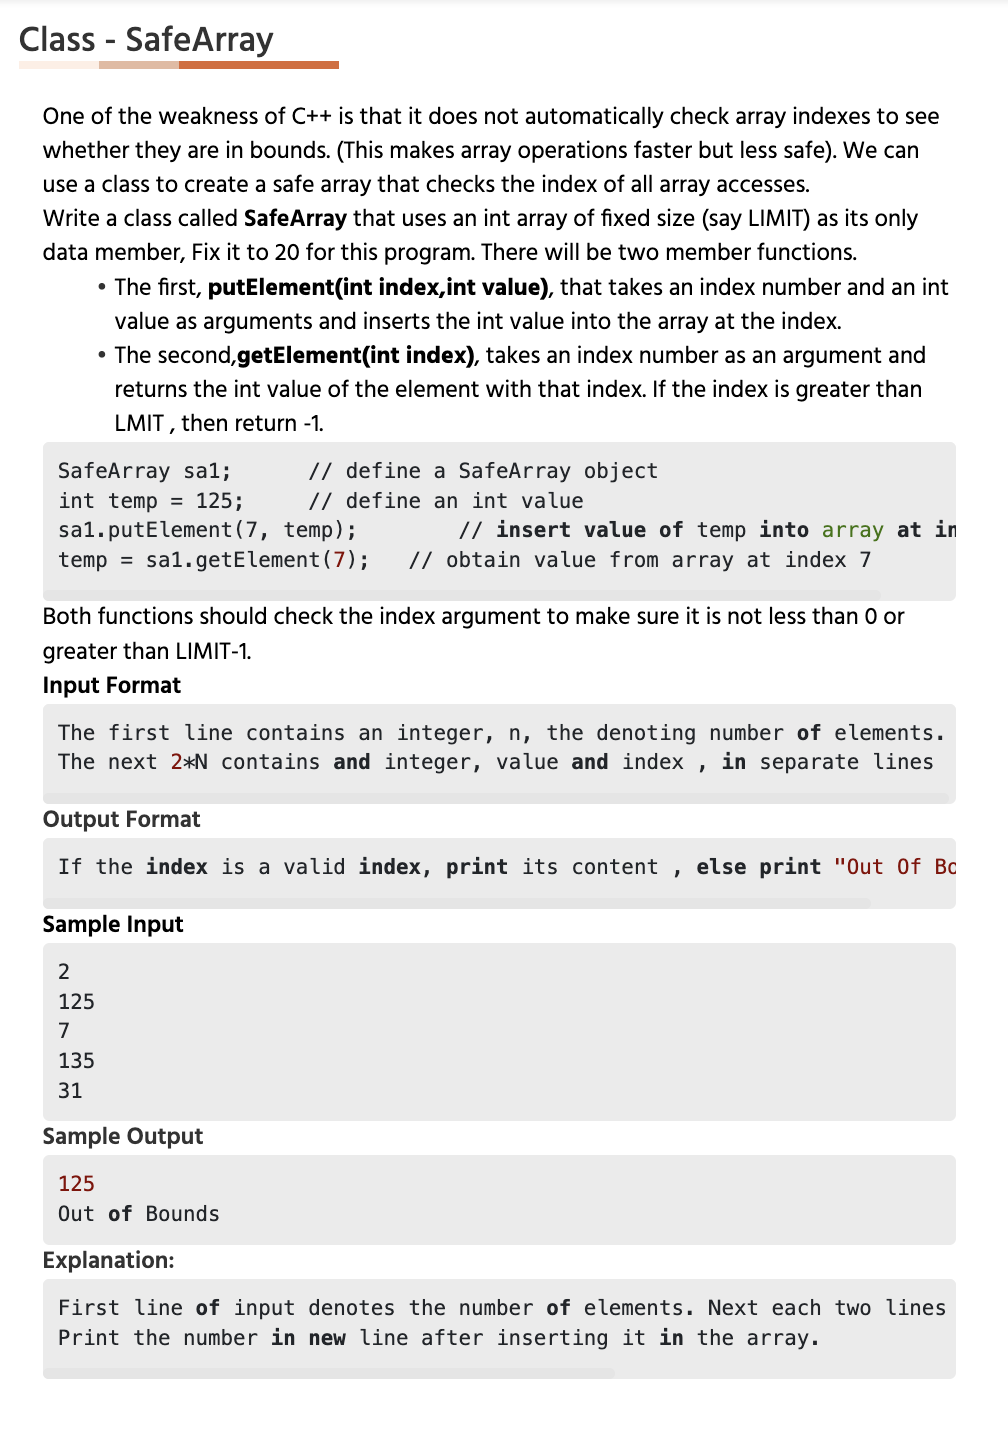 Class - SafeArray
One of the weakness of C++ is that it does not automatically check array indexes to see
whether they are in bounds. (This makes array operations faster but less safe). We can
use a class to create a safe array that checks the index of all array accesses.
Write a class called SafeArray that uses an int array of fixed size (say LIMIT) as its only
data member, Fix it to 20 for this program. There will be two member functions.
• The first, putElement(int index,int value), that takes an index number and an int
value as arguments and inserts the int value into the array at the index.
• The second,getElement(int index), takes an index number as an argument and
returns the int value of the element with that index. If the index is greater than
LMIT , then return -1.
SafeArray sa1; // define a SafeArray object
int temp = 125; // define an int value
sa1.putElement(7, temp); // insert value of temp into array at in
temp = sa1.getElement(7); // obtain value from array at index 7
Both functions should check the index argument to make sure it is not less than 0 or
greater than LIMIT-1.
Input Format
The first line contains an integer, n, the denoting number of elements.
The next 2*N contains and integer, value and index , in separate lines
Output Format
If the index is a valid index, print its content , else print "Out Of Bo
Sample Input
2
125
7
135
31
Sample Output
125
Out of Bounds
Explanation:
First line of input denotes the number of elements. Next each two lines
Print the number in new line after inserting it in the array.